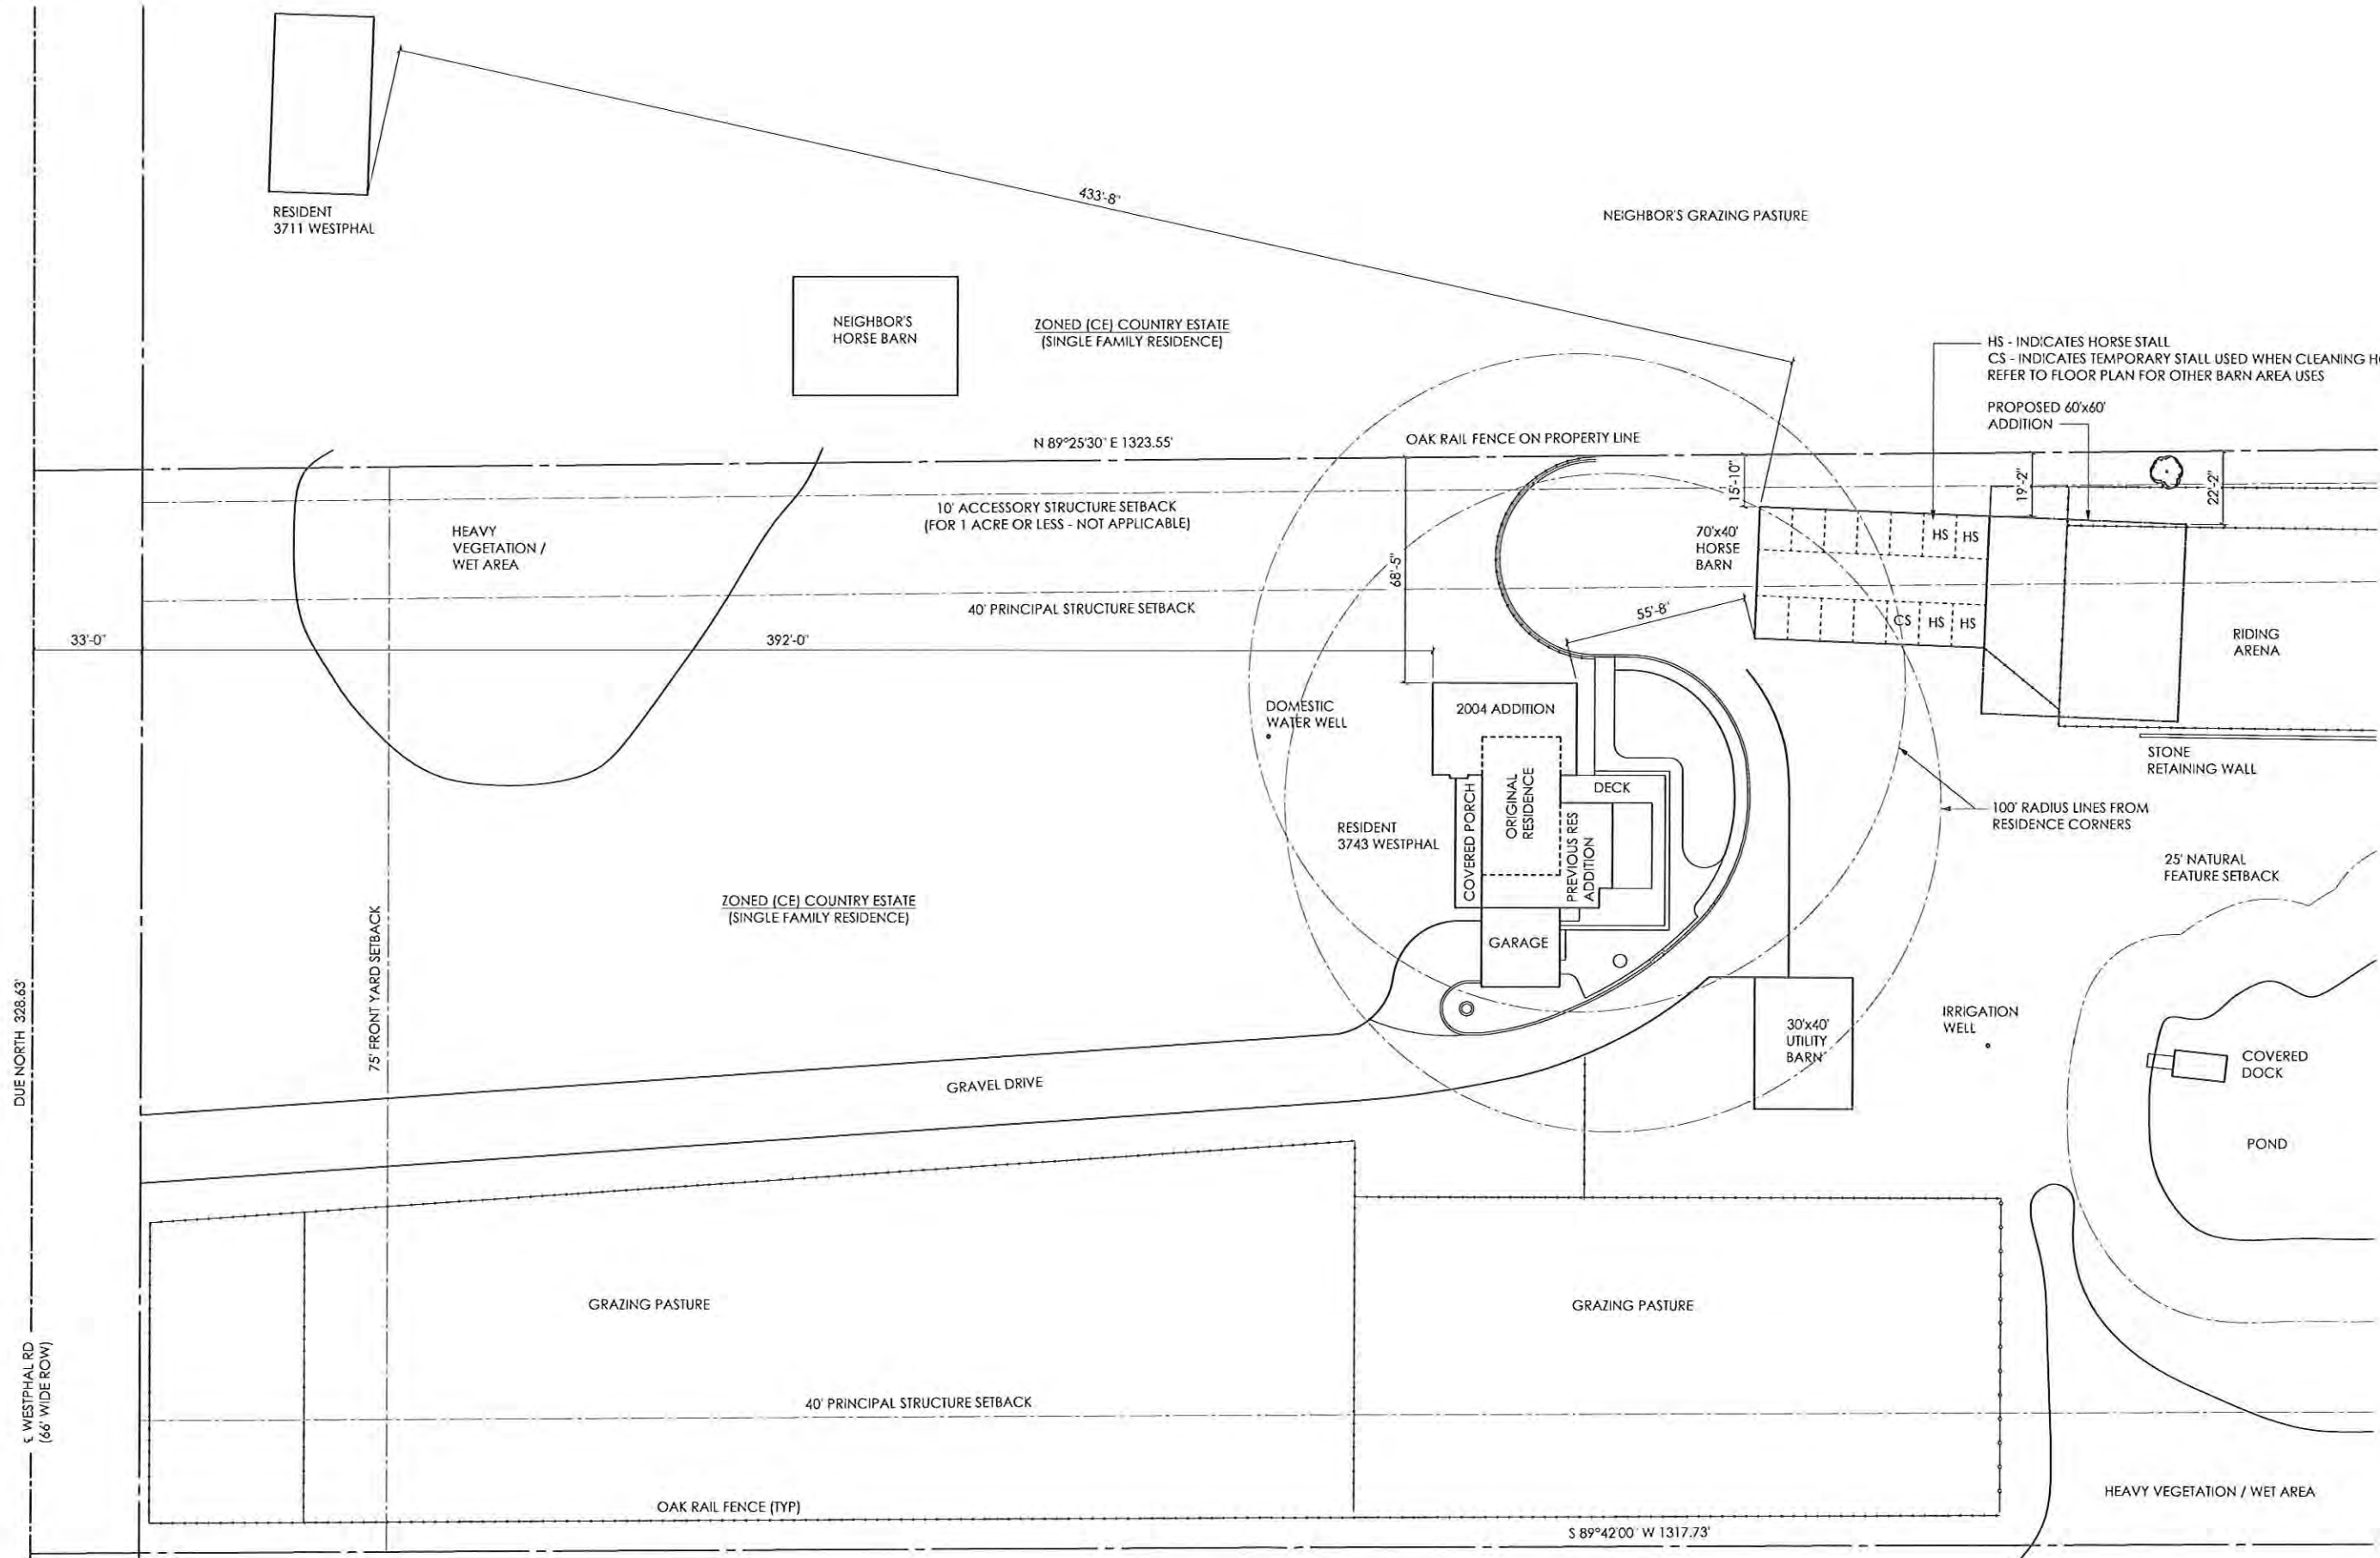 RESIDENT
3711 WESTPHAL
433'-8"
NEIGHBOR'S GRAZING PASTURE
NEIGHBOR'S
HORSE BARN
ZONED (CE) COUNTRY ESTATE
(SINGLE FAMILY RESIDENCE)
HS - INDICATES HORSE STALL
CS - INDICATES TEMPORARY STALL USED WHEN CLEANING
REFER TO FLOOR PLAN FOR OTHER BARN AREA USES
PROPOSED 60'x60'
ADDITION
N 89°25'30" E 1323.55'
OAK RAIL FENCE ON PROPERTY LINE
15'-10"
19'-2"
22'-2"
10' ACCESSORY STRUCTURE SETBACK
(FOR 1 ACRE OR LESS - NOT APPLICABLE)
HEAVY
VEGETATION /
WET AREA
68'-5"
70'x40'
HORSE
BARN
HS
HS
40' PRINCIPAL STRUCTURE SETBACK
55'-8"
CS
HS
HS
33'-0"
392'-0"
RIDING
ARENA
DOMESTIC
WATER WELL
2004 ADDITION
STONE
RETAINING WALL
ORIGINAL
RESIDENCE
DECK
COVERED PORCH
PREVIOUS RES
ADDITION
100' RADIUS LINES FROM
RESIDENCE CORNERS
RESIDENT
3743 WESTPHAL
25' NATURAL
FEATURE SETBACK
ZONED (CE) COUNTRY ESTATE
(SINGLE FAMILY RESIDENCE)
75' FRONT YARD SETBACK
GARAGE
DUE NORTH 328.63'
30'x40'
UTILITY
BARN
IRRIGATION
WELL
COVERED
DOCK
GRAVEL DRIVE
POND
GRAZING PASTURE
GRAZING PASTURE
℄ WESTPHAL RD
(66' WIDE ROW)
40' PRINCIPAL STRUCTURE SETBACK
HEAVY VEGETATION / WET AREA
OAK RAIL FENCE (TYP)
S 89°42'00" W 1317.73'